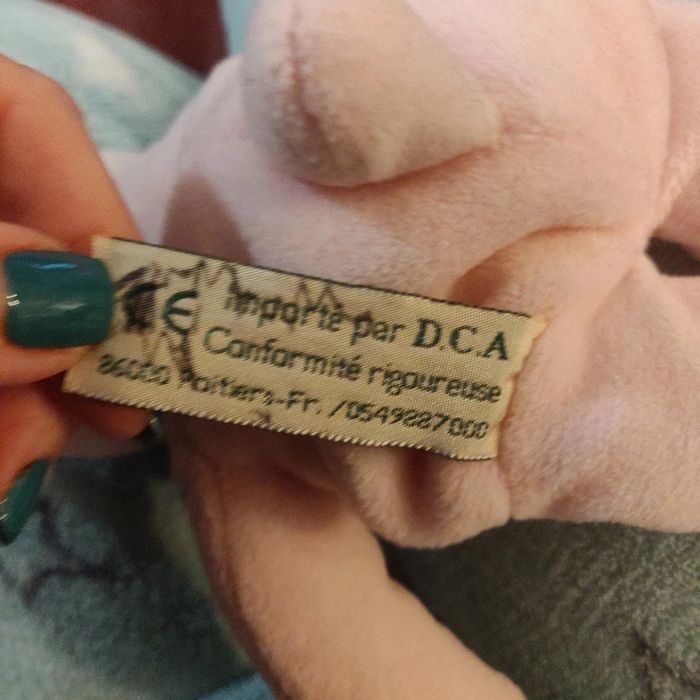 CE Importé par D.C.A
Conformité rigoureuse
86000 Poitiers-Fr. /0549887000